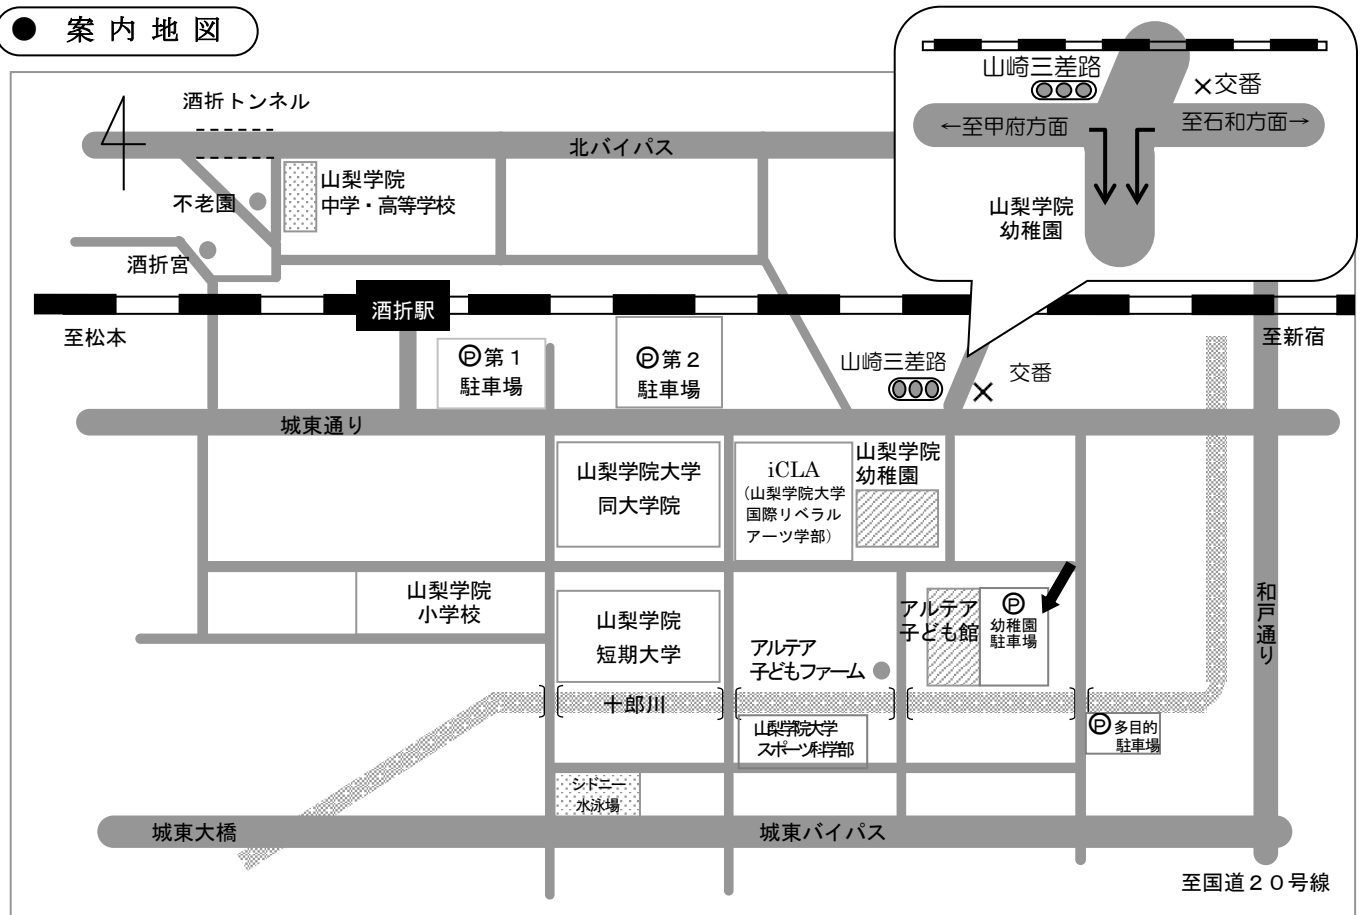 ● 案内地図
山崎三差路
×交番
←至甲府方面
至石和方面→
山梨学院
幼稚園
酒折トンネル
北バイパス
山梨学院
中学・高等学校
不老園
酒折宮
酒折駅
至松本
至新宿
Ⓟ第１
駐車場
Ⓟ第２
駐車場
山崎三差路
交番
城東通り
山梨学院大学
同大学院
iCLA
（山梨学院大学
国際リベラル
アーツ学部）
山梨学院
幼稚園
山梨学院
小学校
山梨学院
短期大学
アルテア
子どもファーム
アルテア
子ども館
Ⓟ
幼稚園
駐車場
和戸通り
十郎川
山梨学院大学
スポーツ科学部
Ⓟ多目的
駐車場
シドニー
水泳場
城東大橋
城東バイパス
至国道２０号線